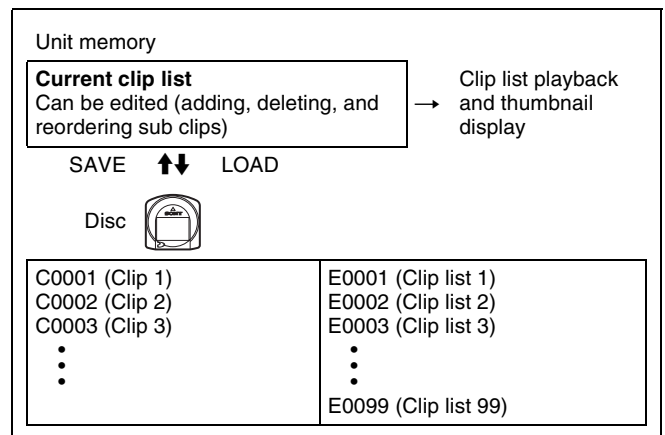 Unit memory
Current clip list
Can be edited (adding, deleting, and
reordering sub clips)
→
Clip list playback
and thumbnail
display
SAVE
LOAD
Disc
SONY
C0001 (Clip 1)
C0002 (Clip 2)
C0003 (Clip 3)
•
•
•
E0001 (Clip list 1)
E0002 (Clip list 2)
E0003 (Clip list 3)
•
•
•
E0099 (Clip list 99)